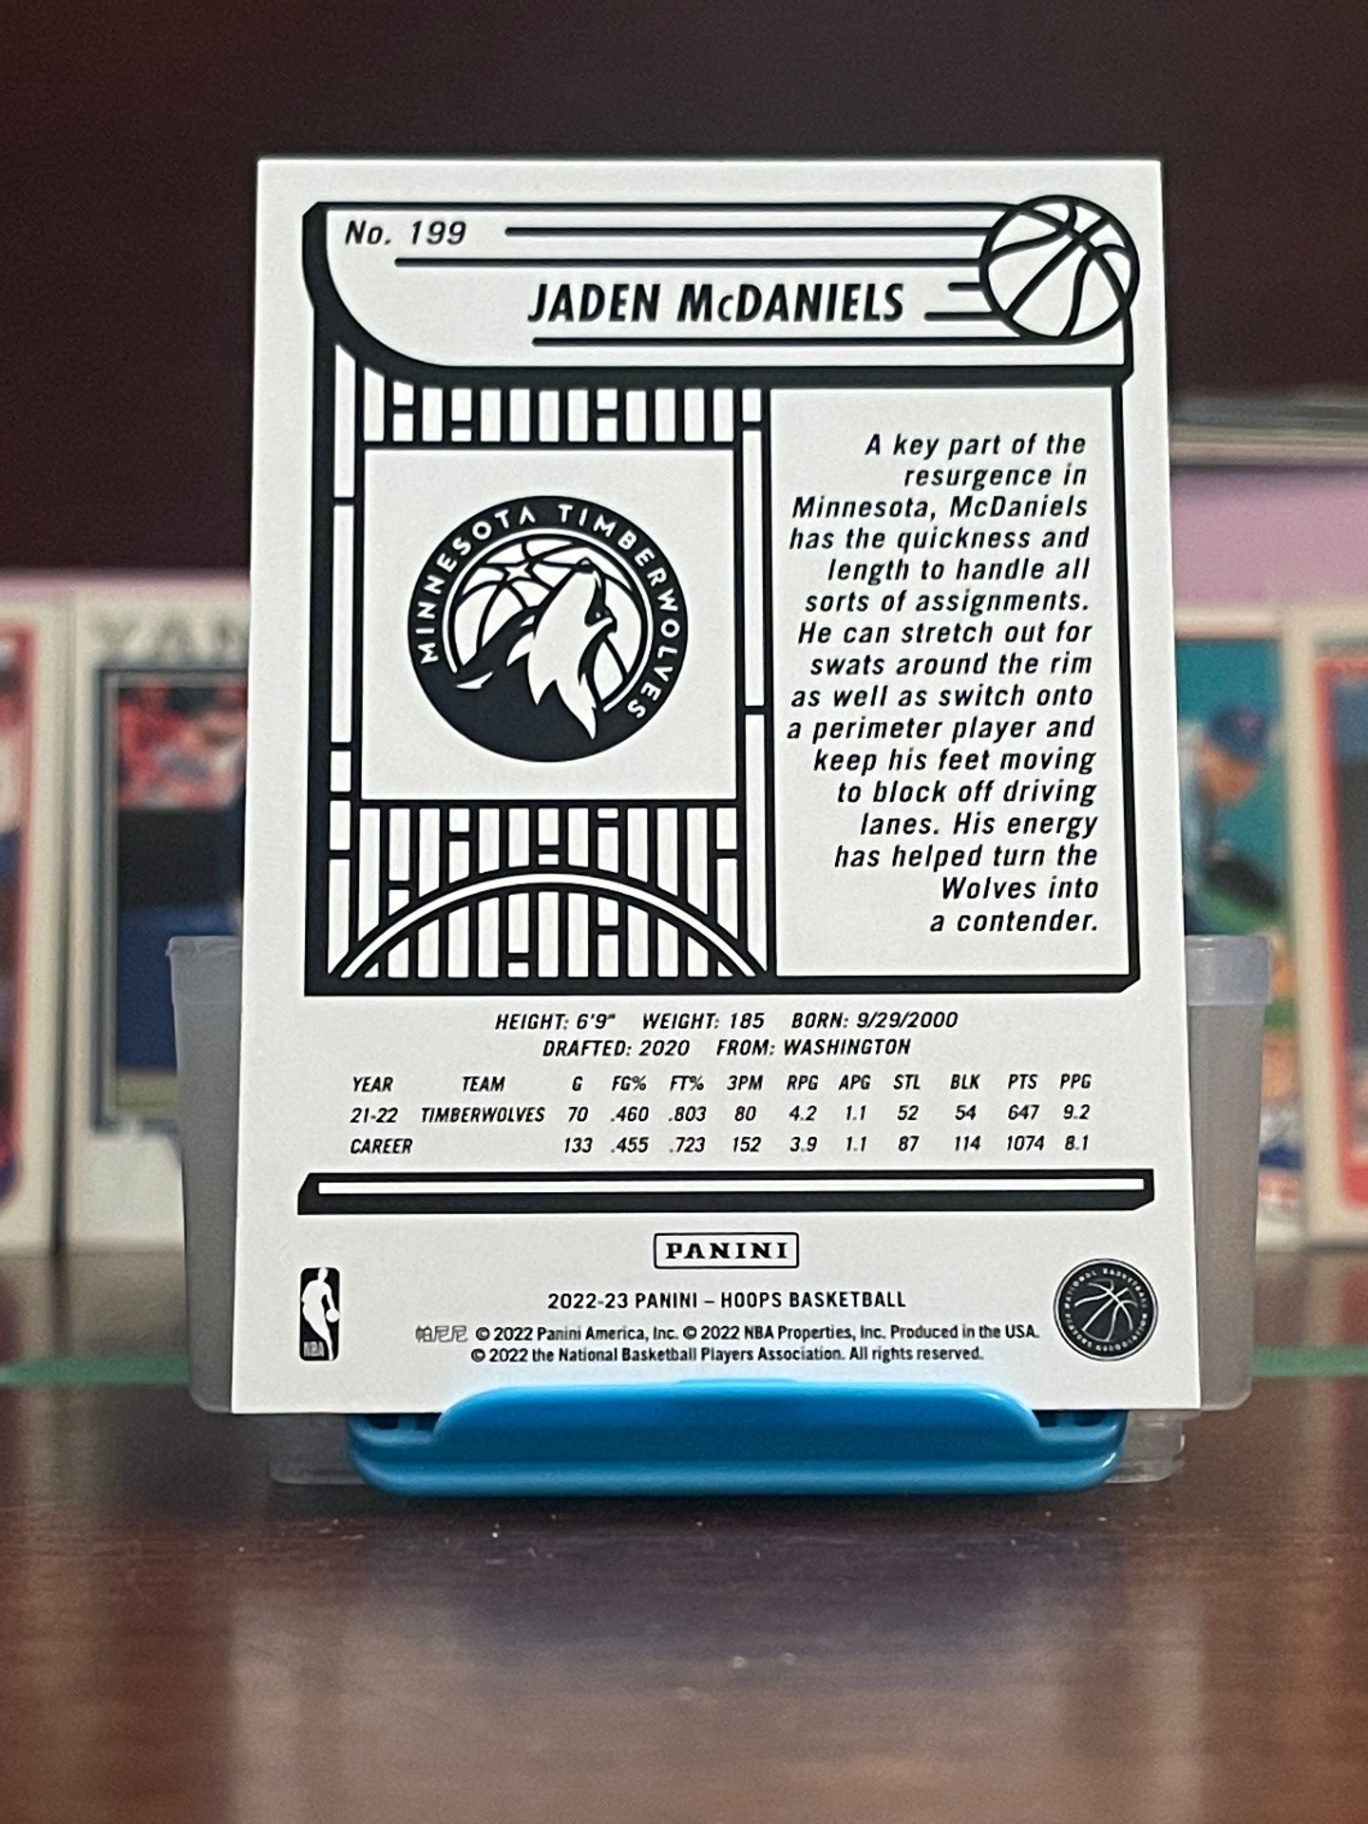 No. 199
JADEN McDANIELS
MINNESOTA TIMBERWOLVES
A key part of the
resurgence in
Minnesota, McDaniels
has the quickness and
length to handle all
sorts of assignments.
He can stretch out for
swats around the rim
as well as switch onto
a perimeter player and
keep his feet moving
to block off driving
lanes. His energy
has helped turn the
Wolves into
a contender.
HEIGHT: 6'9" WEIGHT: 185 BORN: 9/29/2000
DRAFTED: 2020 FROM: WASHINGTON
YEAR TEAM G FG% FT% 3PM RPG APG STL BLK PTS PPG
21-22 TIMBERWOLVES 70 .460 .803 80 4.2 1.1 52 54 647 9.2
CAREER 133 .455 .723 152 3.9 1.1 87 114 1074 8.1
PANINI
2022-23 PANINI – HOOPS BASKETBALL
帕尼尼 © 2022 Panini America, Inc. © 2022 NBA Properties, Inc. Produced in the USA.
© 2022 the National Basketball Players Association. All rights reserved.
NBA
NATIONAL BASKETBALL PLAYERS ASSOCIATION